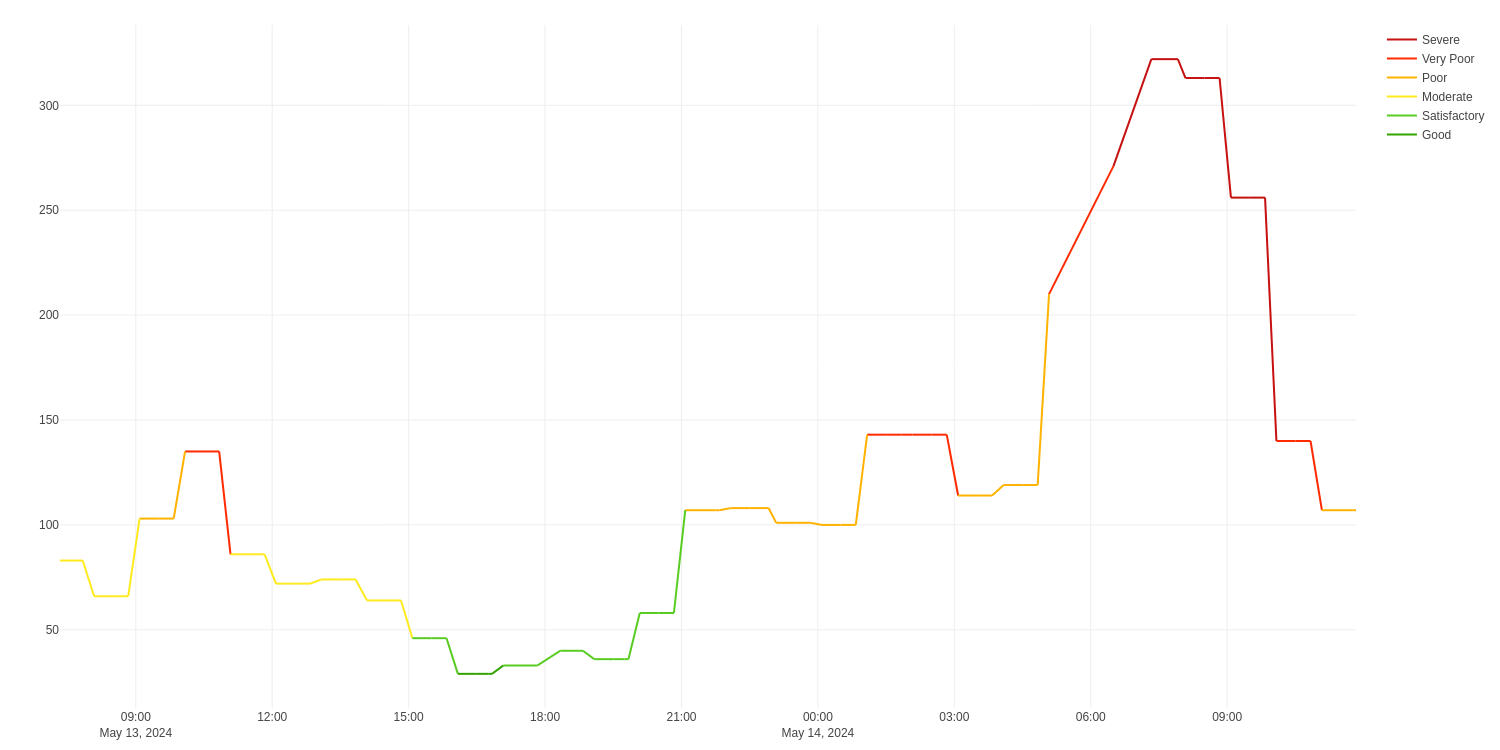 300
250
200
150
100
50
09:00
May 13, 2024
12:00
15:00
18:00
21:00
00:00
May 14, 2024
03:00
06:00
09:00
Severe
Very Poor
Poor
Moderate
Satisfactory
Good